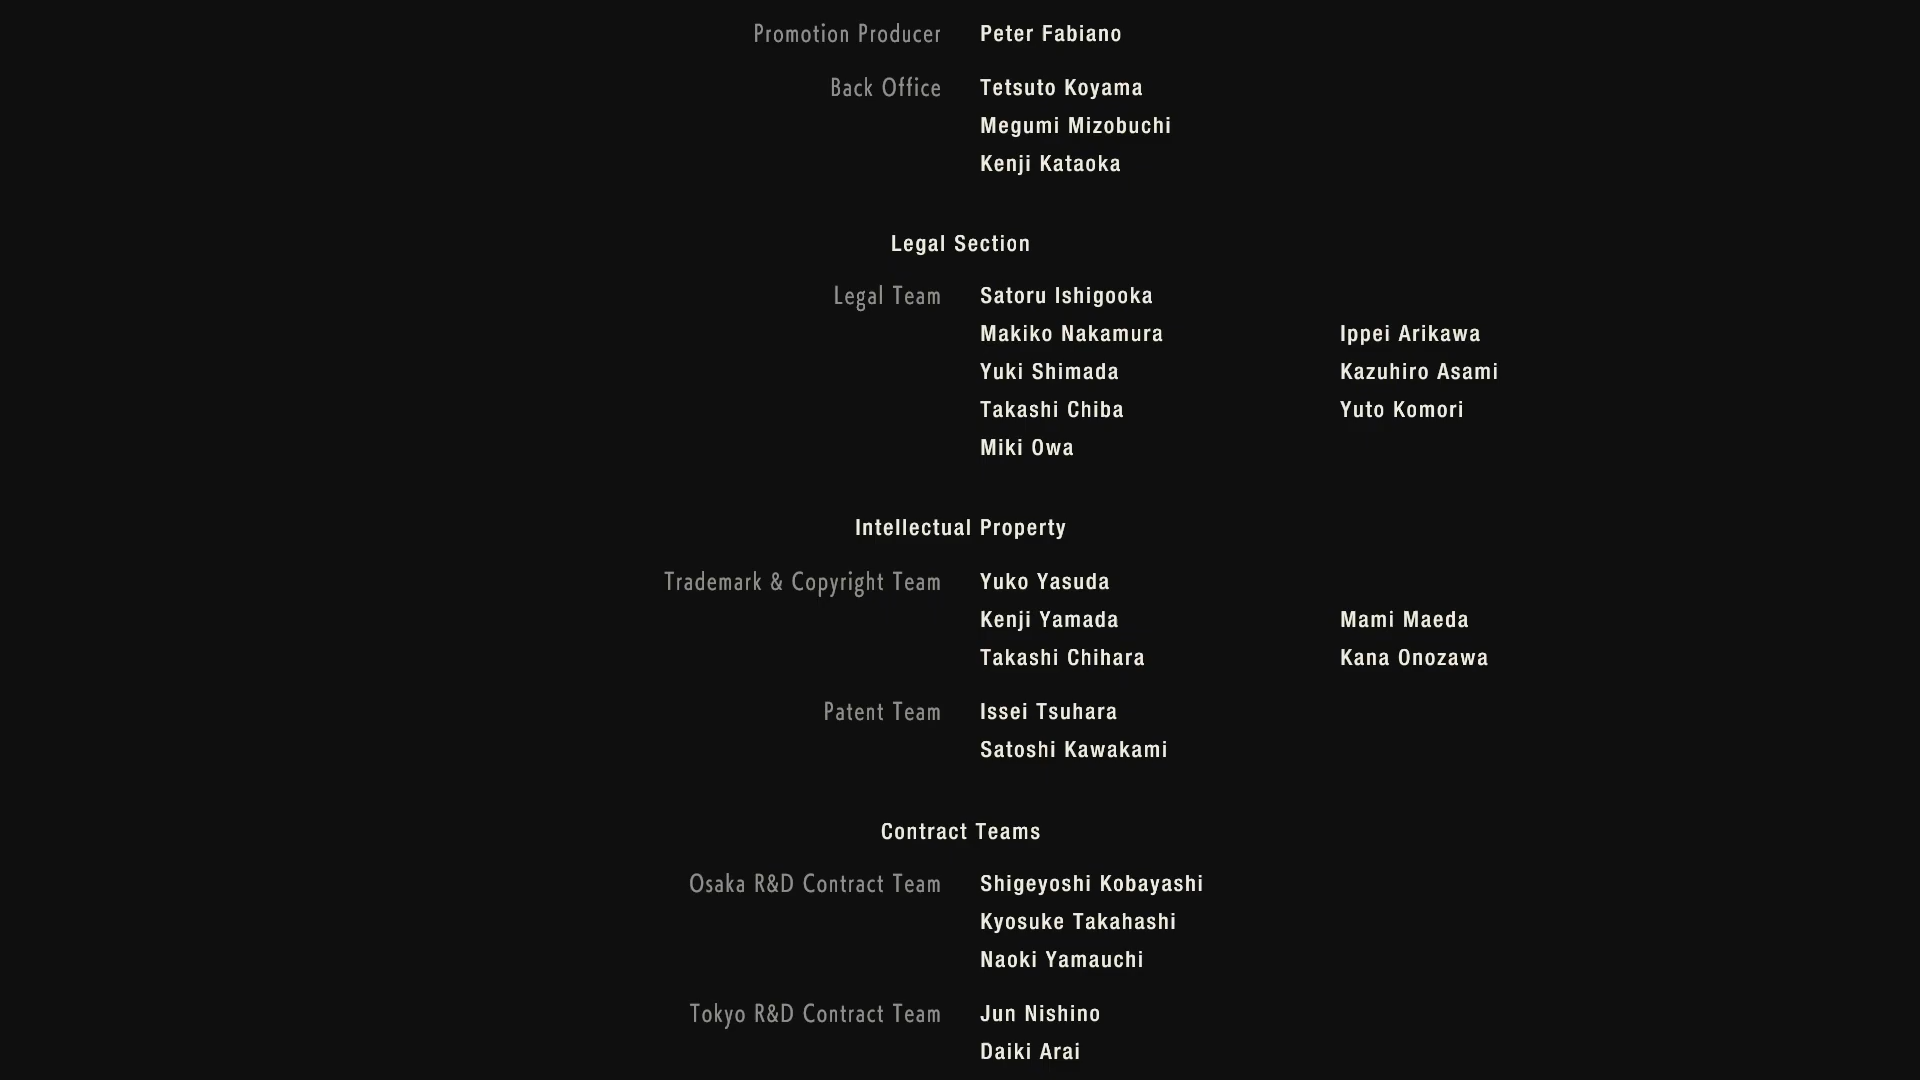 Promotion Producer Peter Fabiano
Back Office Tetsuto Koyama
Megumi Mizobuchi
Kenji Kataoka
Legal Section
Legal Team Satoru Ishigooka
Makiko Nakamura Ippei Arikawa
Yuki Shimada Kazuhiro Asami
Takashi Chiba Yuto Komori
Miki Owa
Intellectual Property
Trademark & Copyright Team Yuko Yasuda
Kenji Yamada Mami Maeda
Takashi Chihara Kana Onozawa
Patent Team Issei Tsuhara
Satoshi Kawakami
Contract Teams
Osaka R&D Contract Team Shigeyoshi Kobayashi
Kyosuke Takahashi
Naoki Yamauchi
Tokyo R&D Contract Team Jun Nishino
Daiki Arai